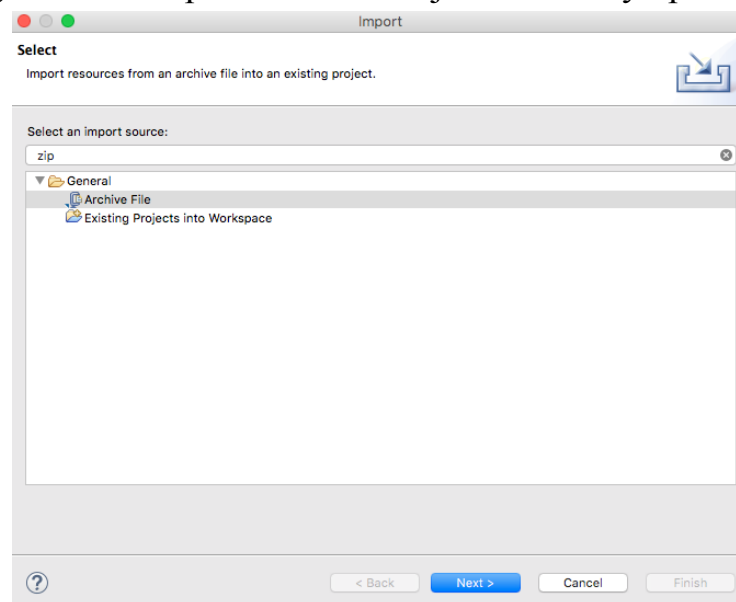 Import
Select
Import resources from an archive file into an existing project.
Select an import source:
zip
General
Archive File
Existing Projects into Workspace
?
< Back
Next >
Cancel
Finish